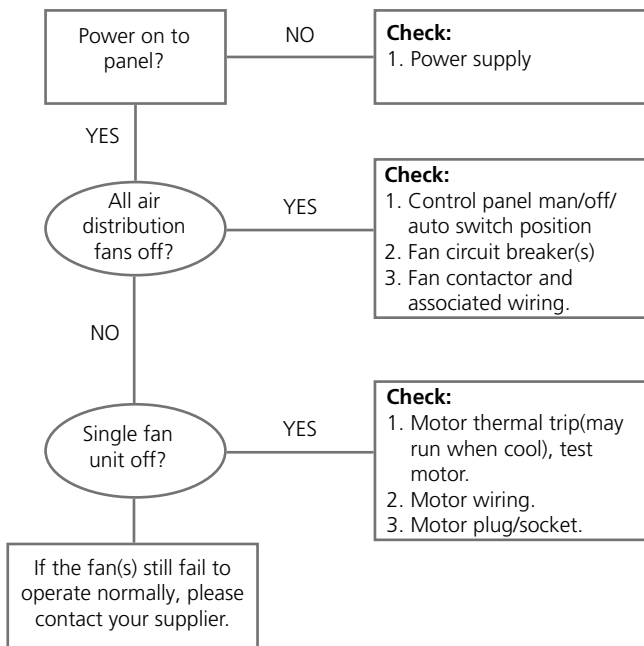 Power on to
panel?
NO
Check:
1. Power supply
YES
All air
distribution
fans off?
YES
Check:
1. Control panel man/off/
auto switch position
2. Fan circuit breaker(s)
3. Fan contactor and
associated wiring.
NO
Single fan
unit off?
YES
Check:
1. Motor thermal trip(may
run when cool), test
motor.
2. Motor wiring.
3. Motor plug/socket.
If the fan(s) still fail to
operate normally, please
contact your supplier.